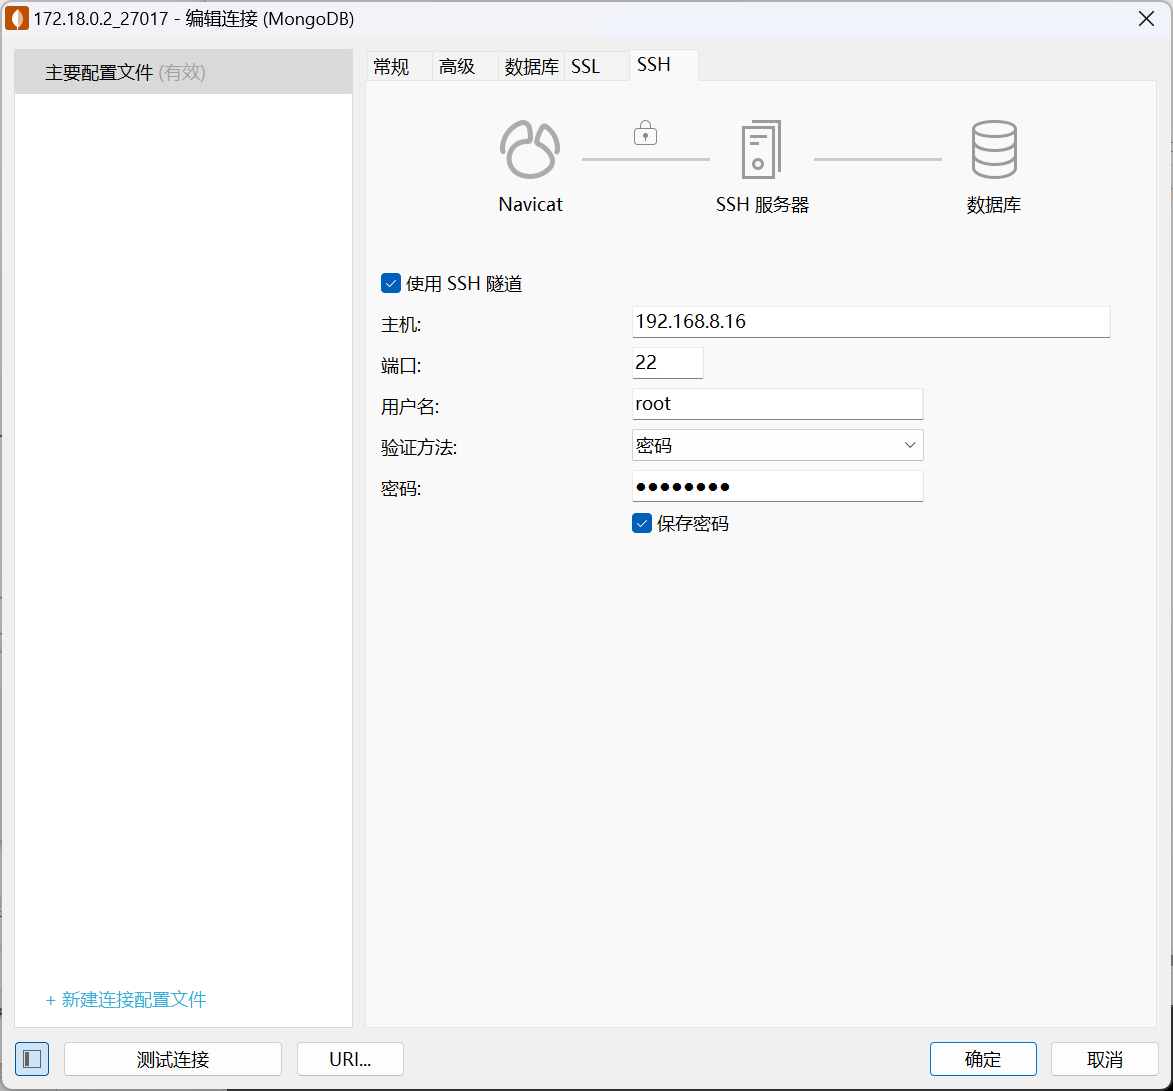 172.18.0.2_27017 - 编辑连接 (MongoDB)
主要配置文件 (有效)
常规 高级 数据库 SSL SSH
Navicat SSH 服务器 数据库
使用 SSH 隧道
主机: 192.168.8.16
端口: 22
用户名: root
验证方法: 密码
密码: ●●●●●●●●
保存密码
+ 新建连接配置文件
测试连接 URI... 确定 取消